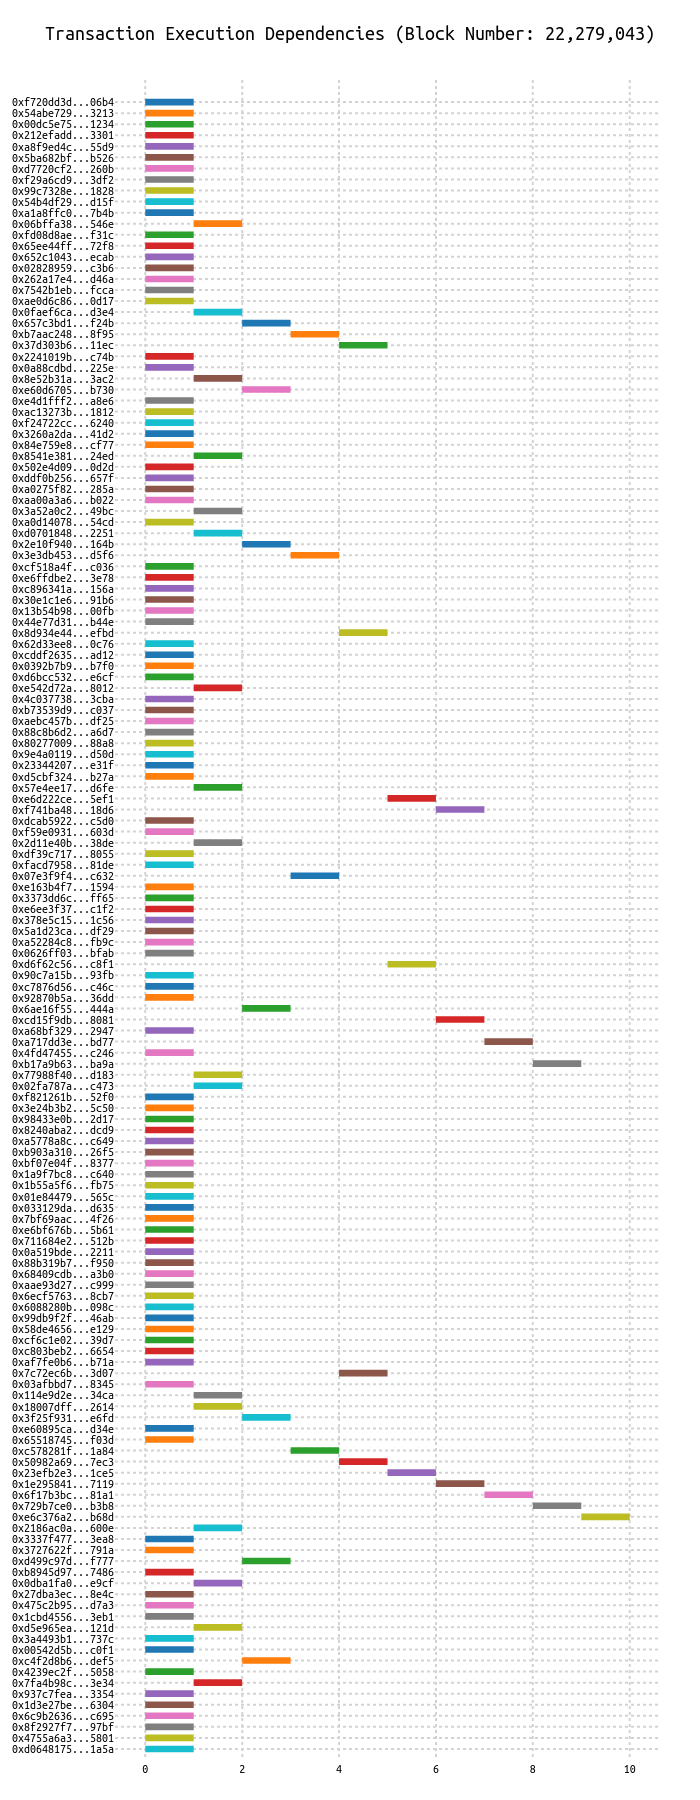 Transaction Execution Dependencies (Block Number: 22,279,043)
0xf720dd3d...06b4
0x54abe729...3213
0x00dc5e75...1234
0x212efadd...3301
0xa8f9ed4c...55d9
0x5ba682bf...b526
0xd7720cf2...260b
0xf29a6cd9...3df2
0x99c7328e...1828
0x54b4df29...d15f
0xa1a8ffc0...7b4b
0x06bffa38...546e
0xfd08d8ae...f31c
0x65ee44ff...72f8
0x652c1043...ecab
0x02828959...c3b6
0x262a17e4...d46a
0x7542b1eb...fcca
0xae0d6c86...0d17
0x0faef6ca...d3e4
0x657c3bd1...f24b
0xb7aac248...8f95
0x37d303b6...11ec
0x2241019b...c74b
0x0a88cdbd...225e
0x8e52b31a...3ac2
0xe60d6705...b730
0xe4d1fff2...a8e6
0xac13273b...1812
0xf24722cc...6240
0x3260a2da...41d2
0x84e759e8...cf77
0x8541e381...24ed
0x502e4d09...0d2d
0xddf0b256...657f
0xa0275f82...285a
0xaa00a3a6...b022
0x3a52a0c2...49bc
0xa0d14078...54cd
0xd0701848...2251
0x2e10f940...164b
0x3e3db453...d5f6
0xcf518a4f...c036
0xe6ffdbe2...3e78
0xc896341a...156a
0x30e1c1e6...91b6
0x13b54b98...00fb
0x44e77d31...b44e
0x8d934e44...efbd
0x62d33ee8...0c76
0xcddf2635...ad12
0x0392b7b9...b7f0
0xd6bcc532...e6cf
0xe542d72a...8012
0x4c037738...3cba
0xb73539d9...c037
0xaebc457b...df25
0x88c8b6d2...a6d7
0x80277009...88a8
0x9e4a0119...d50d
0x23344207...e31f
0xd5cbf324...b27a
0x57e4ee17...d6fe
0xe6d222ce...5ef1
0xf741ba48...18d6
0xdcab5922...c5d0
0xf59e0931...603d
0x2d11e40b...38de
0xdf39c717...8055
0xfacd7958...81de
0x07e3f9f4...c632
0xe163b4f7...1594
0x3373dd6c...ff65
0xe6ee3f37...c1f2
0x378e5c15...1c56
0x5a1d23ca...df29
0xa52284c8...fb9c
0x0626ff03...bfab
0xd6f62c56...c8f1
0x90c7a15b...93fb
0xc7876d56...c46c
0x92870b5a...36dd
0x6ae16f55...444a
0xcd15f9db...8081
0xa68bf329...2947
0xa717dd3e...bd77
0x4fd47455...c246
0xb17a9b63...ba9a
0x77988f40...d183
0x02fa787a...c473
0xf821261b...52f0
0x3e24b3b2...5c50
0x98433e0b...2d17
0x8240aba2...dcd9
0xa5778a8c...c649
0xb903a310...26f5
0xbf07e04f...8377
0x1a9f7bc8...c640
0x1b55a5f6...fb75
0x01e84479...565c
0x033129da...d635
0x7bf69aac...4f26
0xe6bf676b...5b61
0x711684e2...512b
0x0a519bde...2211
0x88b319b7...f950
0x68409cdb...a3b0
0xaae93d27...c999
0x6ecf5763...8cb7
0x6088280b...098c
0x99db9f2f...46ab
0x58de4656...e129
0xcf6c1e02...39d7
0xc803beb2...6654
0xaf7fe0b6...b71a
0x7c72ec6b...3d07
0x03afbbd7...8345
0x114e9d2e...34ca
0x18007dff...2614
0x3f25f931...e6fd
0xe60895ca...d34e
0x65518745...f03d
0xc578281f...1a84
0x50982a69...7ec3
0x23efb2e3...1ce5
0x1e295841...7119
0x6f17b3bc...81a1
0x729b7ce0...b3b8
0xe6c376a2...b68d
0x2186ac0a...600e
0x3337f477...3ea8
0x3727622f...791a
0xd499c97d...f777
0xb8945d97...7486
0x0dba1fa0...e9cf
0x27dba3ec...8e4c
0x475c2b95...d7a3
0x1cbd4556...3eb1
0xd5e965ea...121d
0x3a4493b1...737c
0x00542d5b...c0f1
0xc4f2d8b6...def5
0x4239ec2f...5058
0x7fa4b98c...3e34
0x937c7fea...3354
0x1d3e27be...6304
0x6c9b2636...c695
0x8f2927f7...97bf
0x4755a6a3...5801
0xd0648175...1a5a
0 2 4 6 8 10